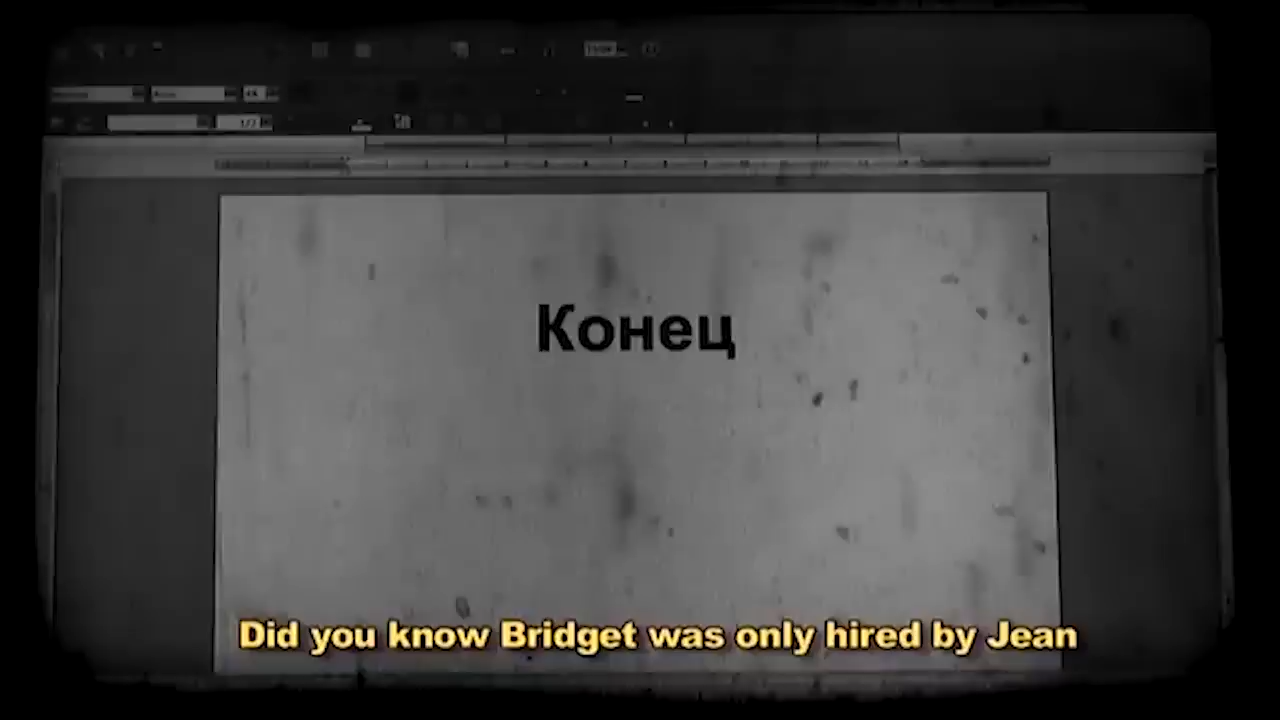 Конец
Did you know Bridget was only hired by Jean